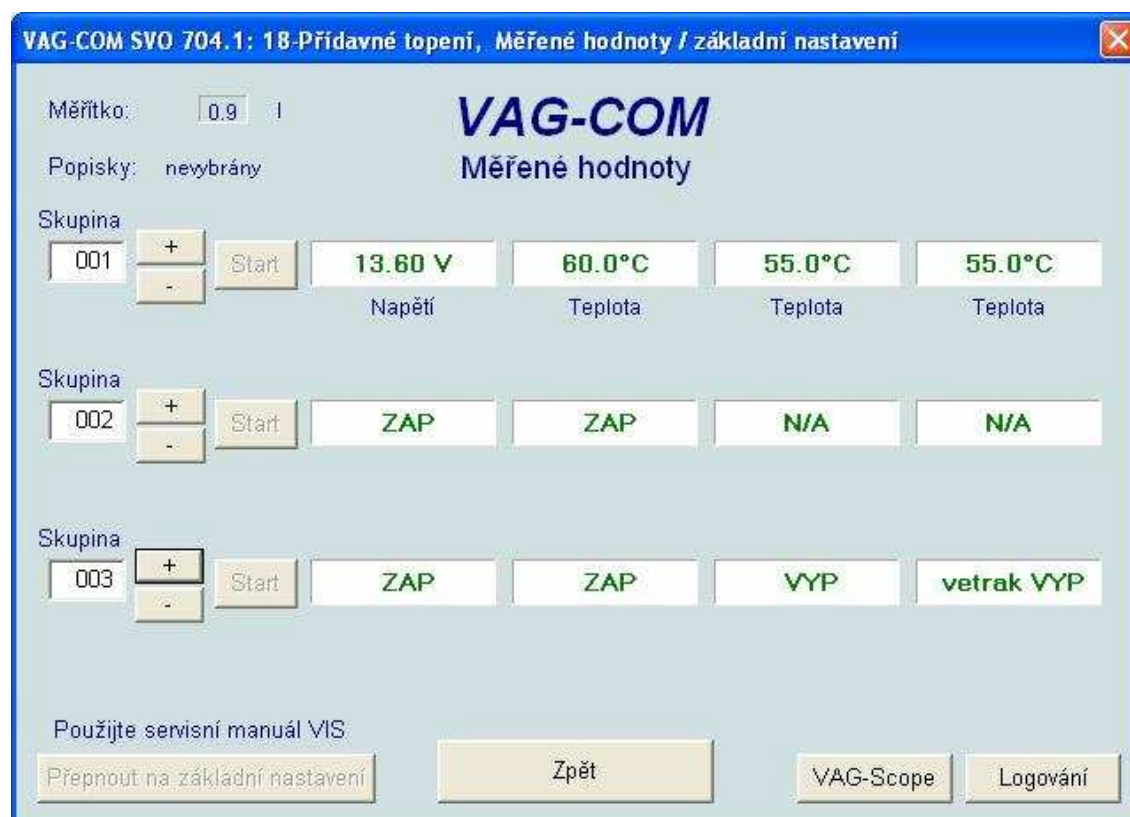 VAG-COM SVO 704.1: 18-Přídavné topení, Měřené hodnoty / základní nastavení
Měřítko: 0.9 l
VAG-COM
Popisky: nevybrány
Měřené hodnoty
Skupina
001 + - Start 13.60 V 60.0°C 55.0°C 55.0°C
Napětí Teplota Teplota Teplota
Skupina
002 + - Start ZAP ZAP N/A N/A
Skupina
003 + - Start ZAP ZAP VYP vetrak VYP
Použijte servisní manuál VIS
Přepnout na základní nastavení Zpět VAG-Scope Logování